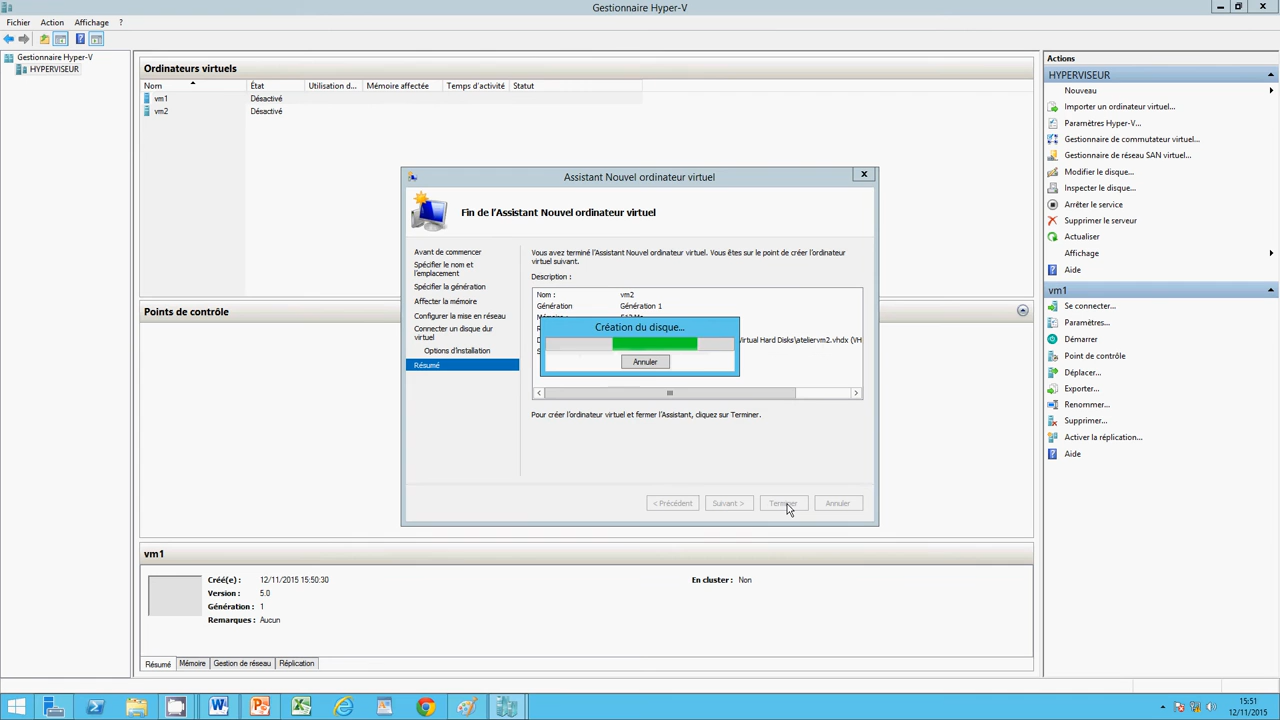 Gestionnaire Hyper-V
Fichier Action Affichage ?
Gestionnaire Hyper-V
HYPERVISEUR
Ordinateurs virtuels
Nom État Utilisation d... Mémoire affectée Temps d'activité Statut
vm1 Désactivé
vm2 Désactivé
Points de contrôle
Assistant Nouvel ordinateur virtuel
Fin de l'Assistant Nouvel ordinateur virtuel
Avant de commencer
Spécifier le nom et
l'emplacement
Spécifier la génération
Affecter la mémoire
Configurer la mise en réseau
Connecter un disque dur
virtuel
Options d'installation
Résumé
Vous avez terminé l'Assistant Nouvel ordinateur virtuel. Vous êtes sur le point de créer l'ordinateur
virtuel suivant.
Description :
Nom : vm2
Génération Génération 1
Création du disque...
Annuler
Virtual Hard Disks\ateliervm2.vhdx (VH
Pour créer l'ordinateur virtuel et fermer l'Assistant, cliquez sur Terminer.
< Précédent Suivant > Terminer Annuler
vm1
Créé(e) : 12/11/2015 15:50:30 En cluster : Non
Version : 5.0
Génération : 1
Remarques : Aucun
Résumé Mémoire Gestion de réseau Réplication
Actions
HYPERVISEUR
Nouveau
Importer un ordinateur virtuel...
Paramètres Hyper-V...
Gestionnaire de commutateur virtuel...
Gestionnaire de réseau SAN virtuel...
Modifier le disque...
Inspecter le disque...
Arrêter le service
Supprimer le serveur
Actualiser
Affichage
Aide
vm1
Se connecter...
Paramètres...
Démarrer
Point de contrôle
Déplacer...
Exporter...
Renommer...
Supprimer...
Activer la réplication...
Aide
15:51
12/11/2015